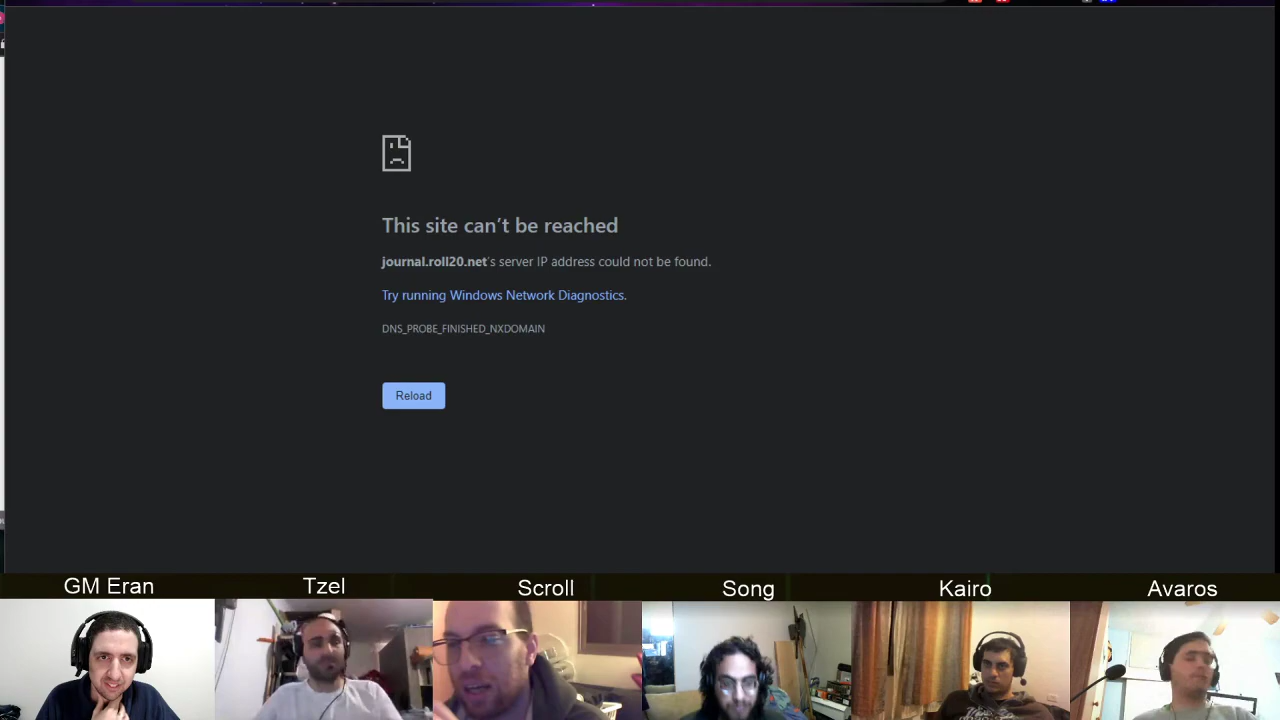 This site can't be reached
journal.roll20.net's server IP address could not be found.
Try running Windows Network Diagnostics.
DNS_PROBE_FINISHED_NXDOMAIN
Reload
GM Eran
Tzel
Scroll
Song
Kairo
Avaros